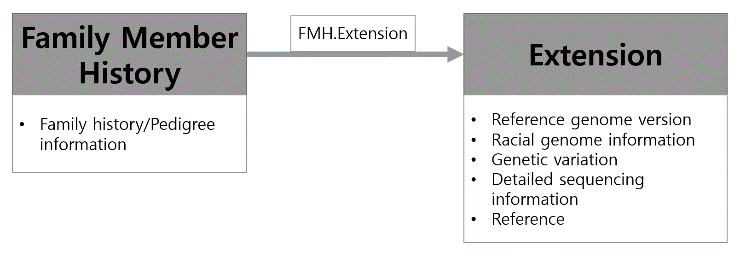 Family Member
History
• Family history/Pedigree
information
FMH.Extension
Extension
• Reference genome version
• Racial genome information
• Genetic variation
• Detailed sequencing
information
• Reference